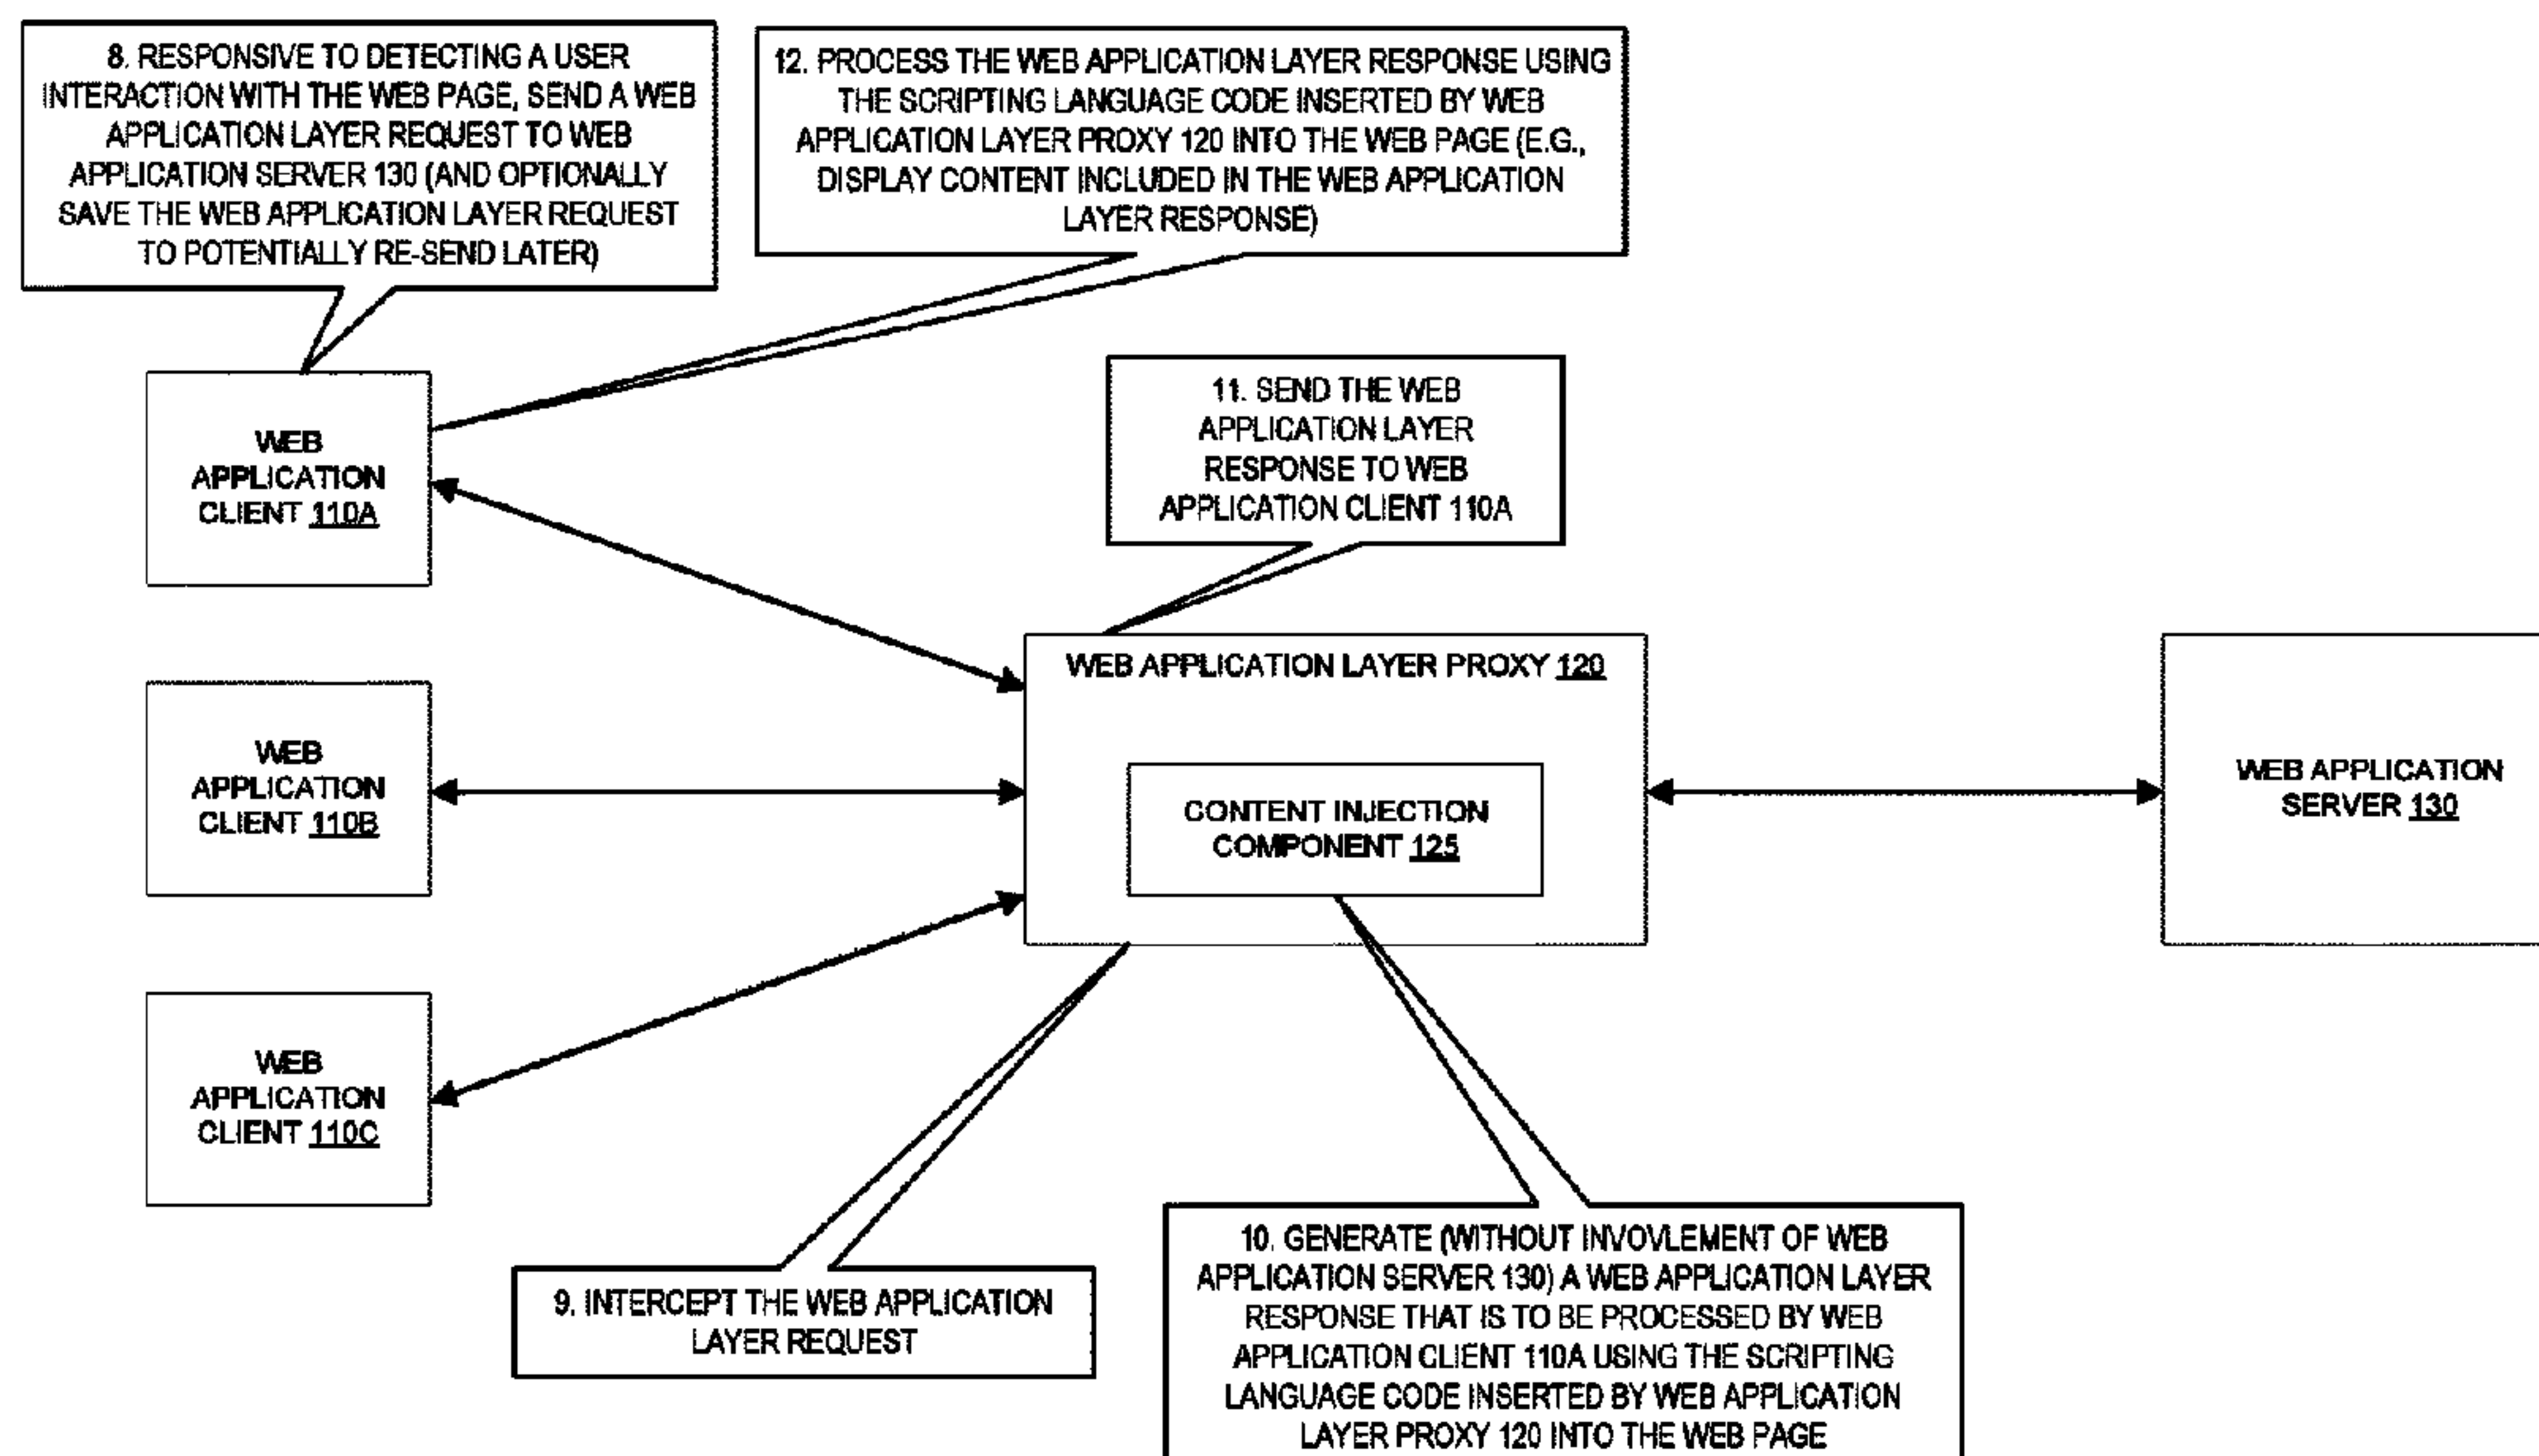 8. RESPONSIVE TO DETECTING A USER
INTERACTION WITH THE WEB PAGE, SEND A WEB
APPLICATION LAYER REQUEST TO WEB
APPLICATION SERVER 130 (AND OPTIONALLY
SAVE THE WEB APPLICATION LAYER REQUEST
TO POTENTIALLY RE-SEND LATER)
12. PROCESS THE WEB APPLICATION LAYER RESPONSE USING
THE SCRIPTING LANGUAGE CODE INSERTED BY WEB
APPLICATION LAYER PROXY 120 INTO THE WEB PAGE (E.G.,
DISPLAY CONTENT INCLUDED IN THE WEB APPLICATION
LAYER RESPONSE)
11. SEND THE WEB
APPLICATION LAYER
RESPONSE TO WEB
APPLICATION CLIENT 110A
WEB
APPLICATION
CLIENT 110A
WEB APPLICATION LAYER PROXY 120
WEB
APPLICATION
CLIENT 110B
CONTENT INJECTION
COMPONENT 125
WEB APPLICATION
SERVER 130
WEB
APPLICATION
CLIENT 110C
9. INTERCEPT THE WEB APPLICATION
LAYER REQUEST
10. GENERATE (WITHOUT INVOVLEMENT OF WEB
APPLICATION SERVER 130) A WEB APPLICATION LAYER
RESPONSE THAT IS TO BE PROCESSED BY WEB
APPLICATION CLIENT 110A USING THE SCRIPTING
LANGUAGE CODE INSERTED BY WEB APPLICATION
LAYER PROXY 120 INTO THE WEB PAGE